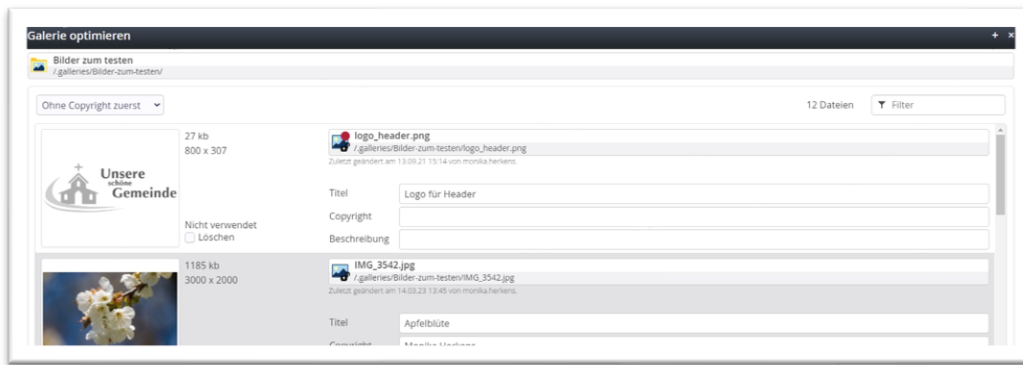 Galerie optimieren
Bilder zum testen
/.galleries/Bilder-zum-testen/
Ohne Copyright zuerst
12 Dateien
Filter
27 kb
800 x 307
logo_header.png
/.galleries/Bilder-zum-testen/logo_header.png
Zuletzt geändert am 13.09.21 15:14 von monika.herkens.
Unsere
schöne
Gemeinde
Titel
Logo für Header
Copyright
Nicht verwendet
Löschen
Beschreibung
1185 kb
3000 x 2000
IMG_3542.jpg
/.galleries/Bilder-zum-testen/IMG_3542.jpg
Zuletzt geändert am 14.03.23 13:45 von monika.herkens.
Titel
Apfelblüte
Copyright
Monika Herkens